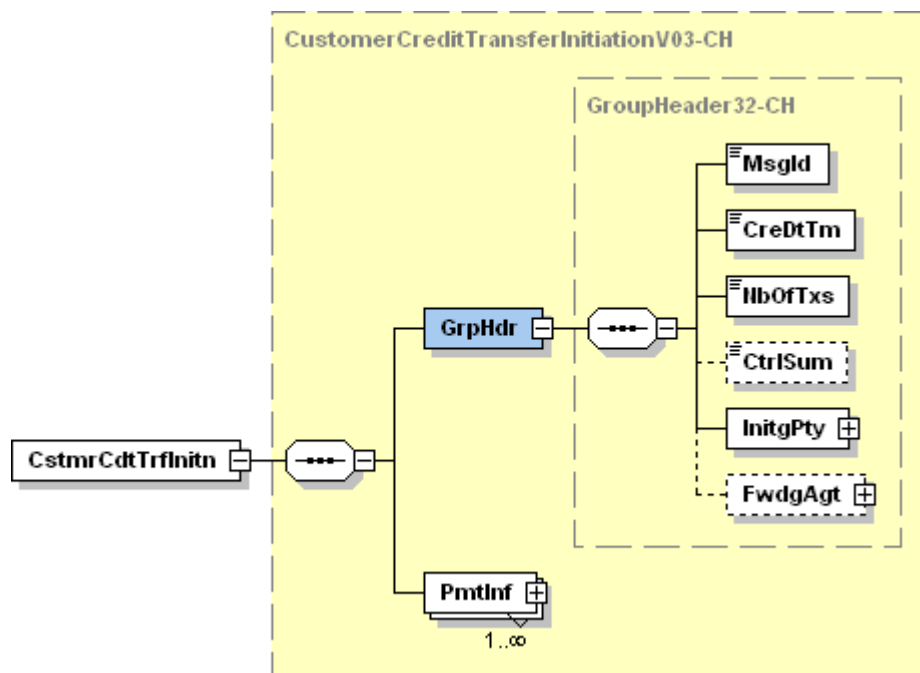 CustomerCreditTransferInitiationV03-CH
GroupHeader32-CH
MsgId
CreDtTm
NbOfTxs
GrpHdr
CtrlSum
InitgPty
CstmrCdtTrfInitn
FwdgAgt
PmtInf
1..∞